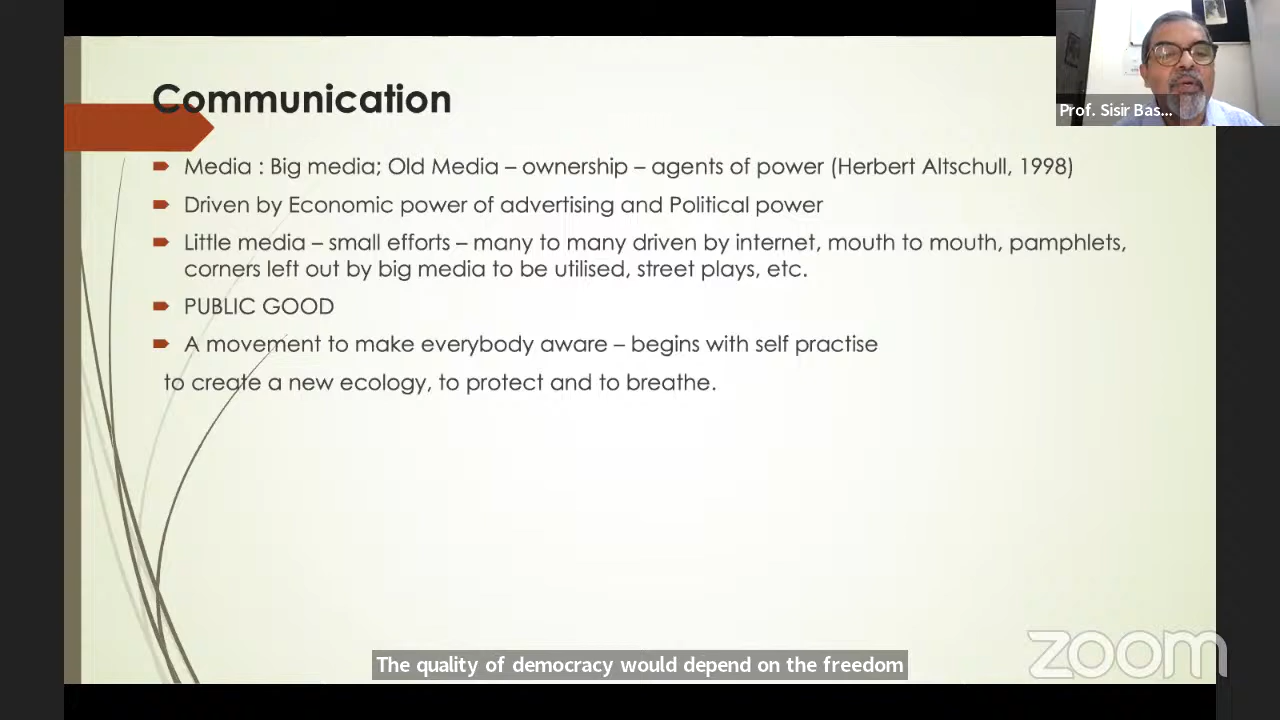 Prof. Sisir Bas...
Communication
Media : Big media; Old Media – ownership – agents of power (Herbert Altschull, 1998)
Driven by Economic power of advertising and Political power
Little media – small efforts – many to many driven by internet, mouth to mouth, pamphlets,
corners left out by big media to be utilised, street plays, etc.
PUBLIC GOOD
A movement to make everybody aware – begins with self practise
to create a new ecology, to protect and to breathe.
The quality of democracy would depend on the freedom
zoom